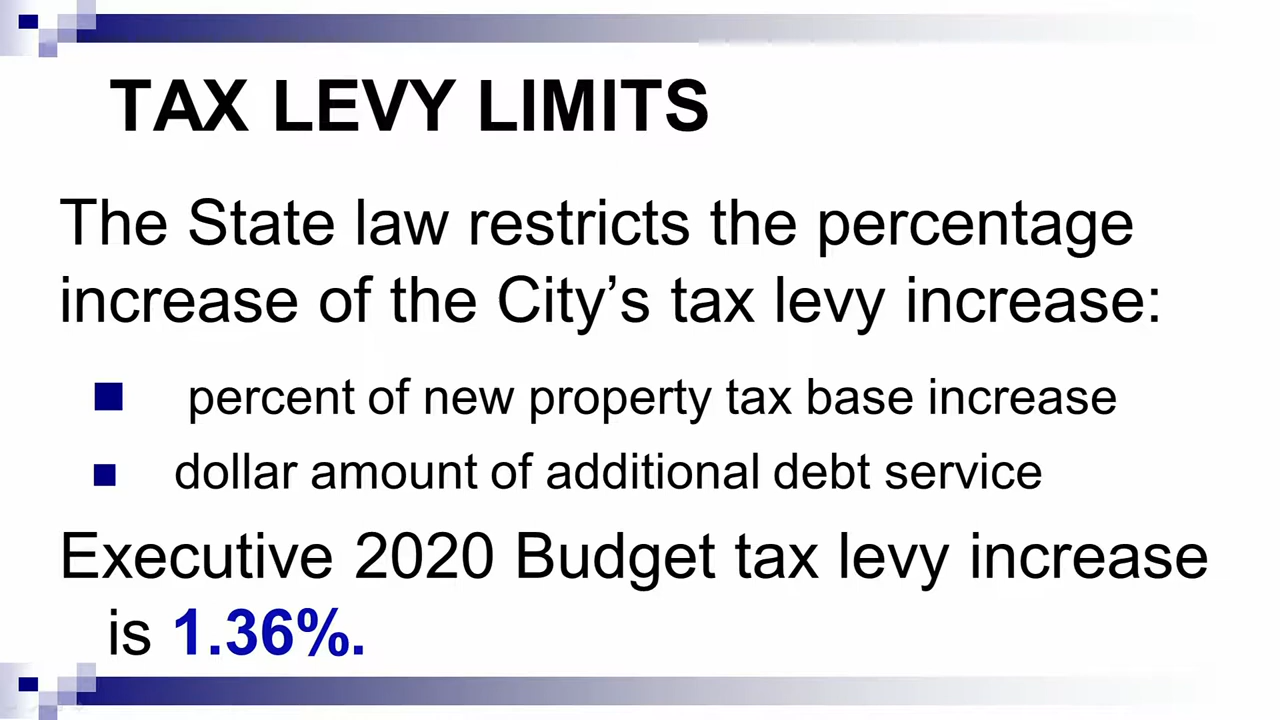 TAX LEVY LIMITS
The State law restricts the percentage
increase of the City’s tax levy increase:
percent of new property tax base increase
dollar amount of additional debt service
Executive 2020 Budget tax levy increase
is 1.36%.